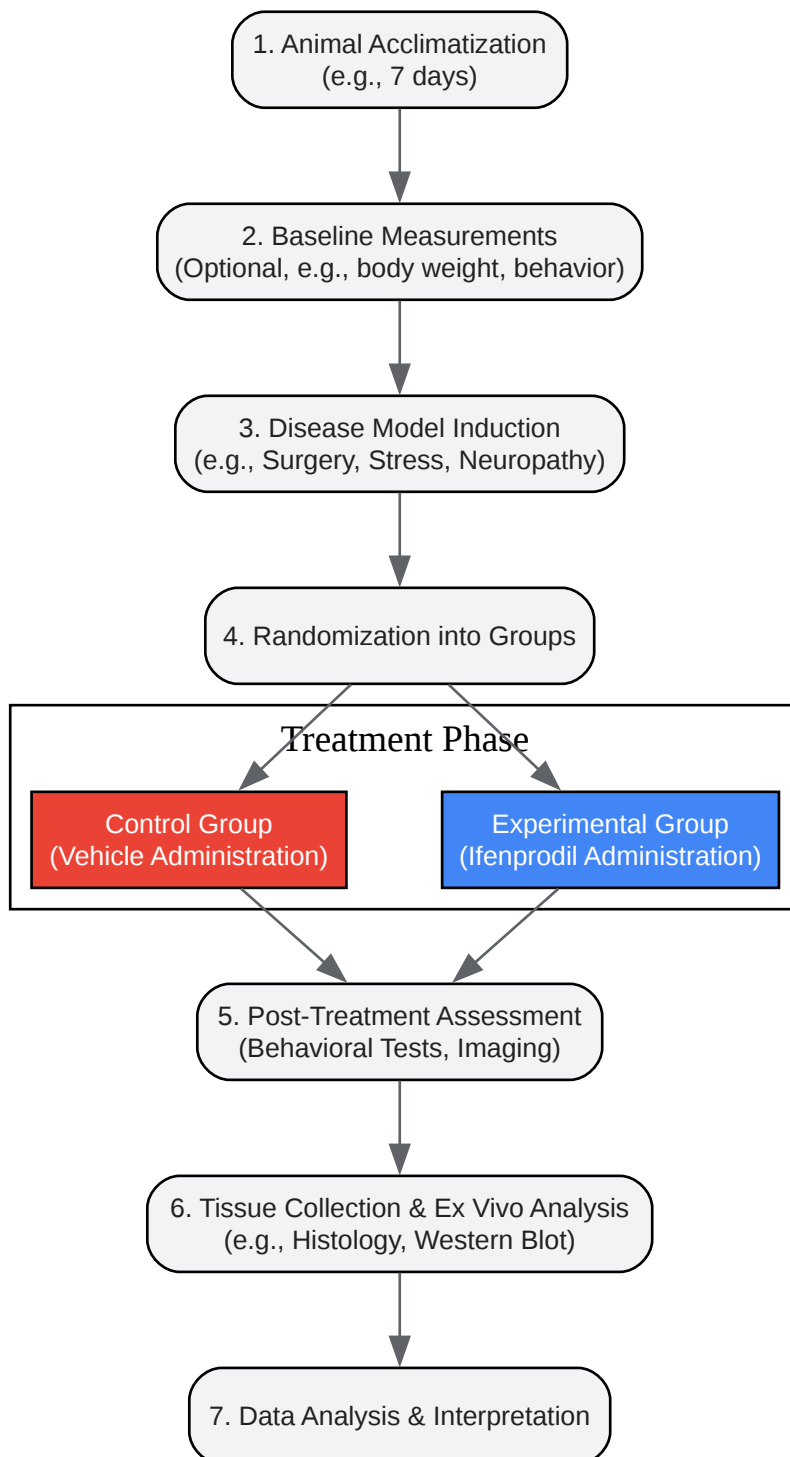 1. Animal Acclimatization
(e.g., 7 days)
2. Baseline Measurements
(Optional, e.g., body weight, behavior)
3. Disease Model Induction
(e.g., Surgery, Stress, Neuropathy)
4. Randomization into Groups
Treatment Phase
Control Group
(Vehicle Administration)
Experimental Group
(Ifenprodil Administration)
5. Post-Treatment Assessment
(Behavioral Tests, Imaging)
6. Tissue Collection & Ex Vivo Analysis
(e.g., Histology, Western Blot)
7. Data Analysis & Interpretation